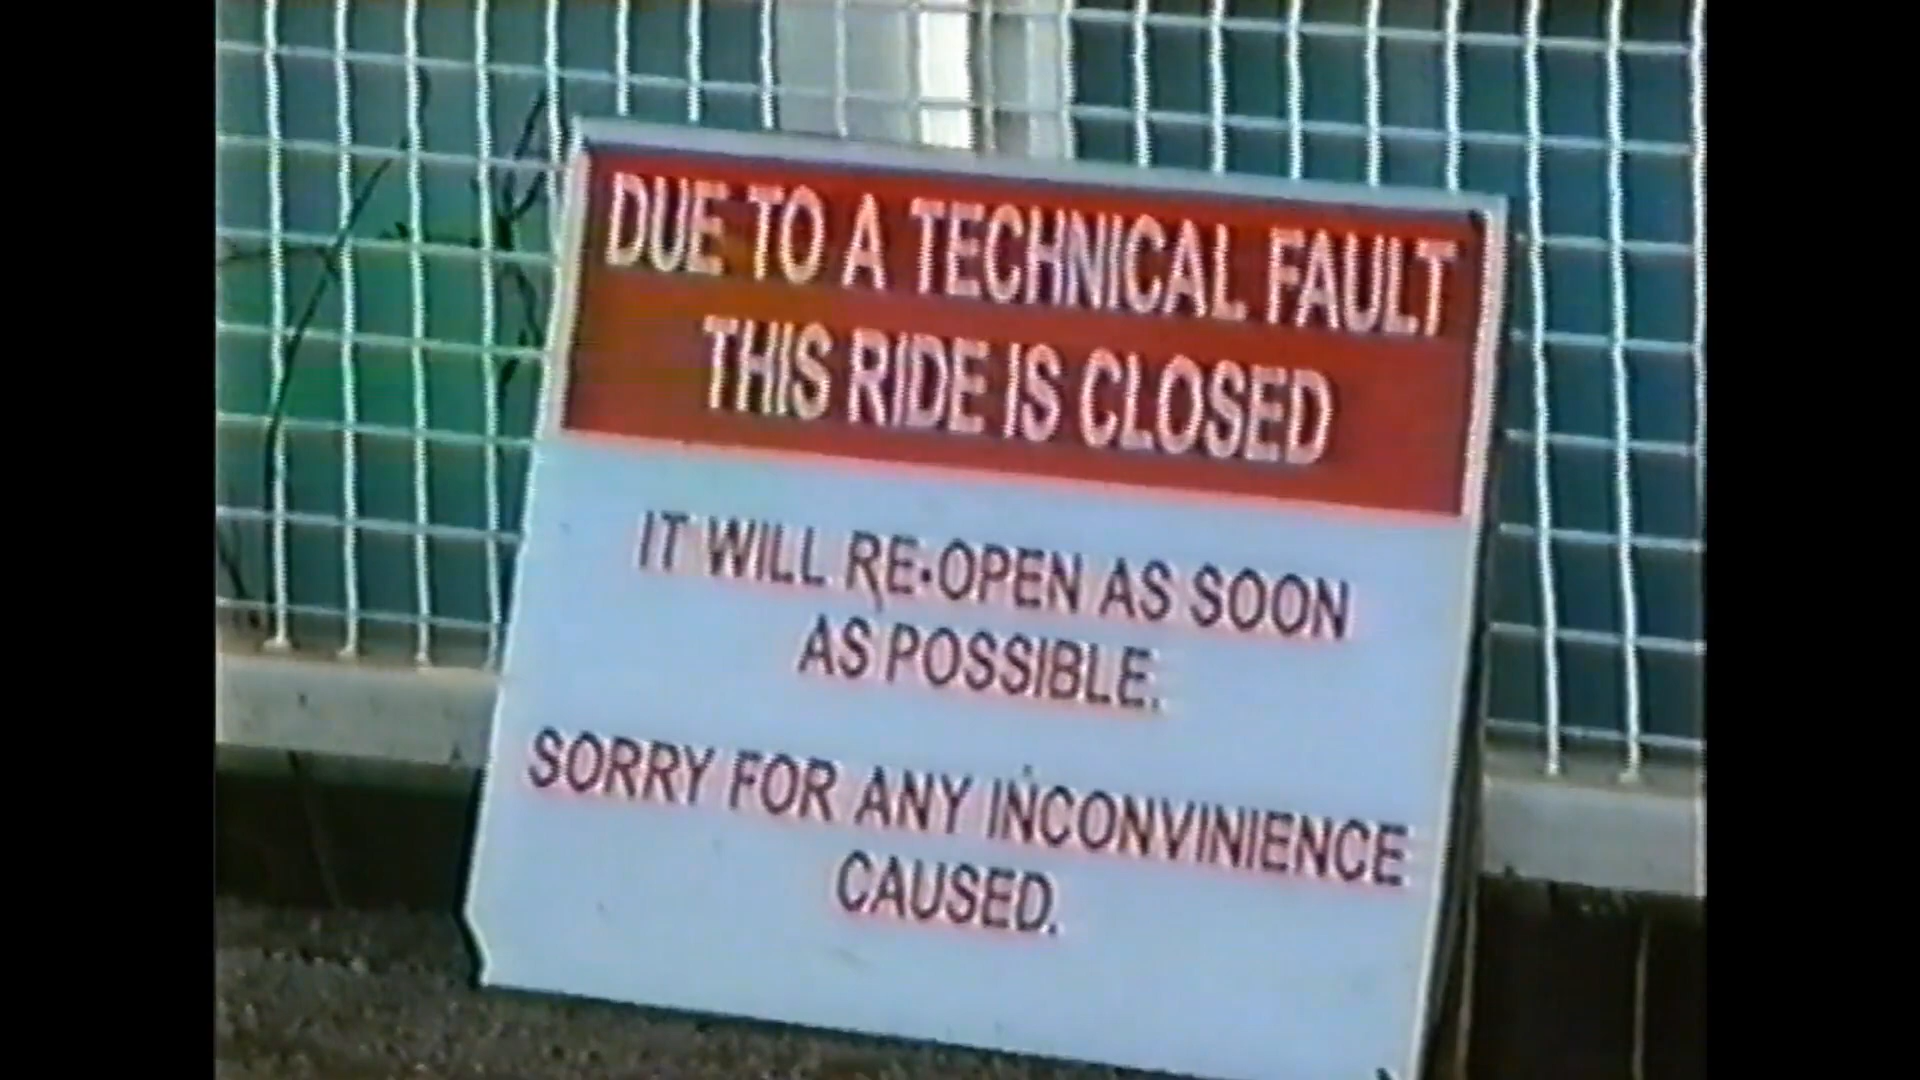 DUE TO A TECHNICAL FAULT
THIS RIDE IS CLOSED
IT WILL RE-OPEN AS SOON
AS POSSIBLE.
SORRY FOR ANY INCONVINIENCE
CAUSED.